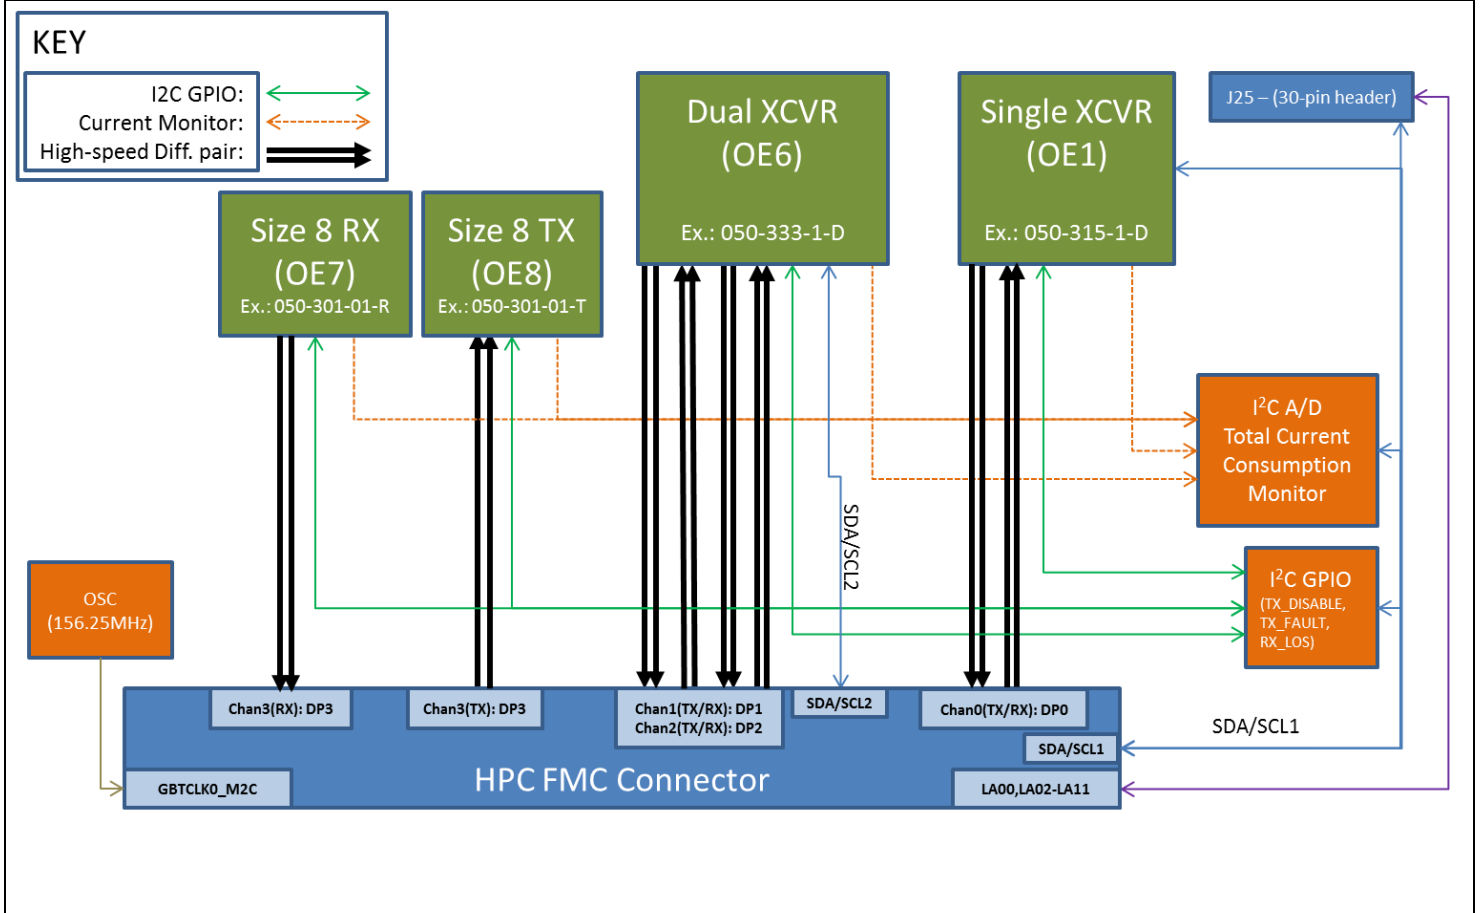 KEY
I2C GPIO:
Current Monitor:
High-speed Diff. pair:
Size 8 RX
(OE7)
Ex.: 050-301-01-R
Size 8 TX
(OE8)
Ex.: 050-301-01-T
Dual XCVR
(OE6)
Ex.: 050-333-1-D
Single XCVR
(OE1)
Ex.: 050-315-1-D
J25 – (30-pin header)
I²C A/D
Total Current
Consumption
Monitor
SDA/SCL2
I²C GPIO
(TX_DISABLE,
TX_FAULT,
RX_LOS)
OSC
(156.25MHz)
Chan3(RX): DP3
Chan3(TX): DP3
Chan1(TX/RX): DP1
Chan2(TX/RX): DP2
SDA/SCL2
Chan0(TX/RX): DP0
SDA/SCL1
SDA/SCL1
HPC FMC Connector
GBTCLK0_M2C
LA00,LA02-LA11